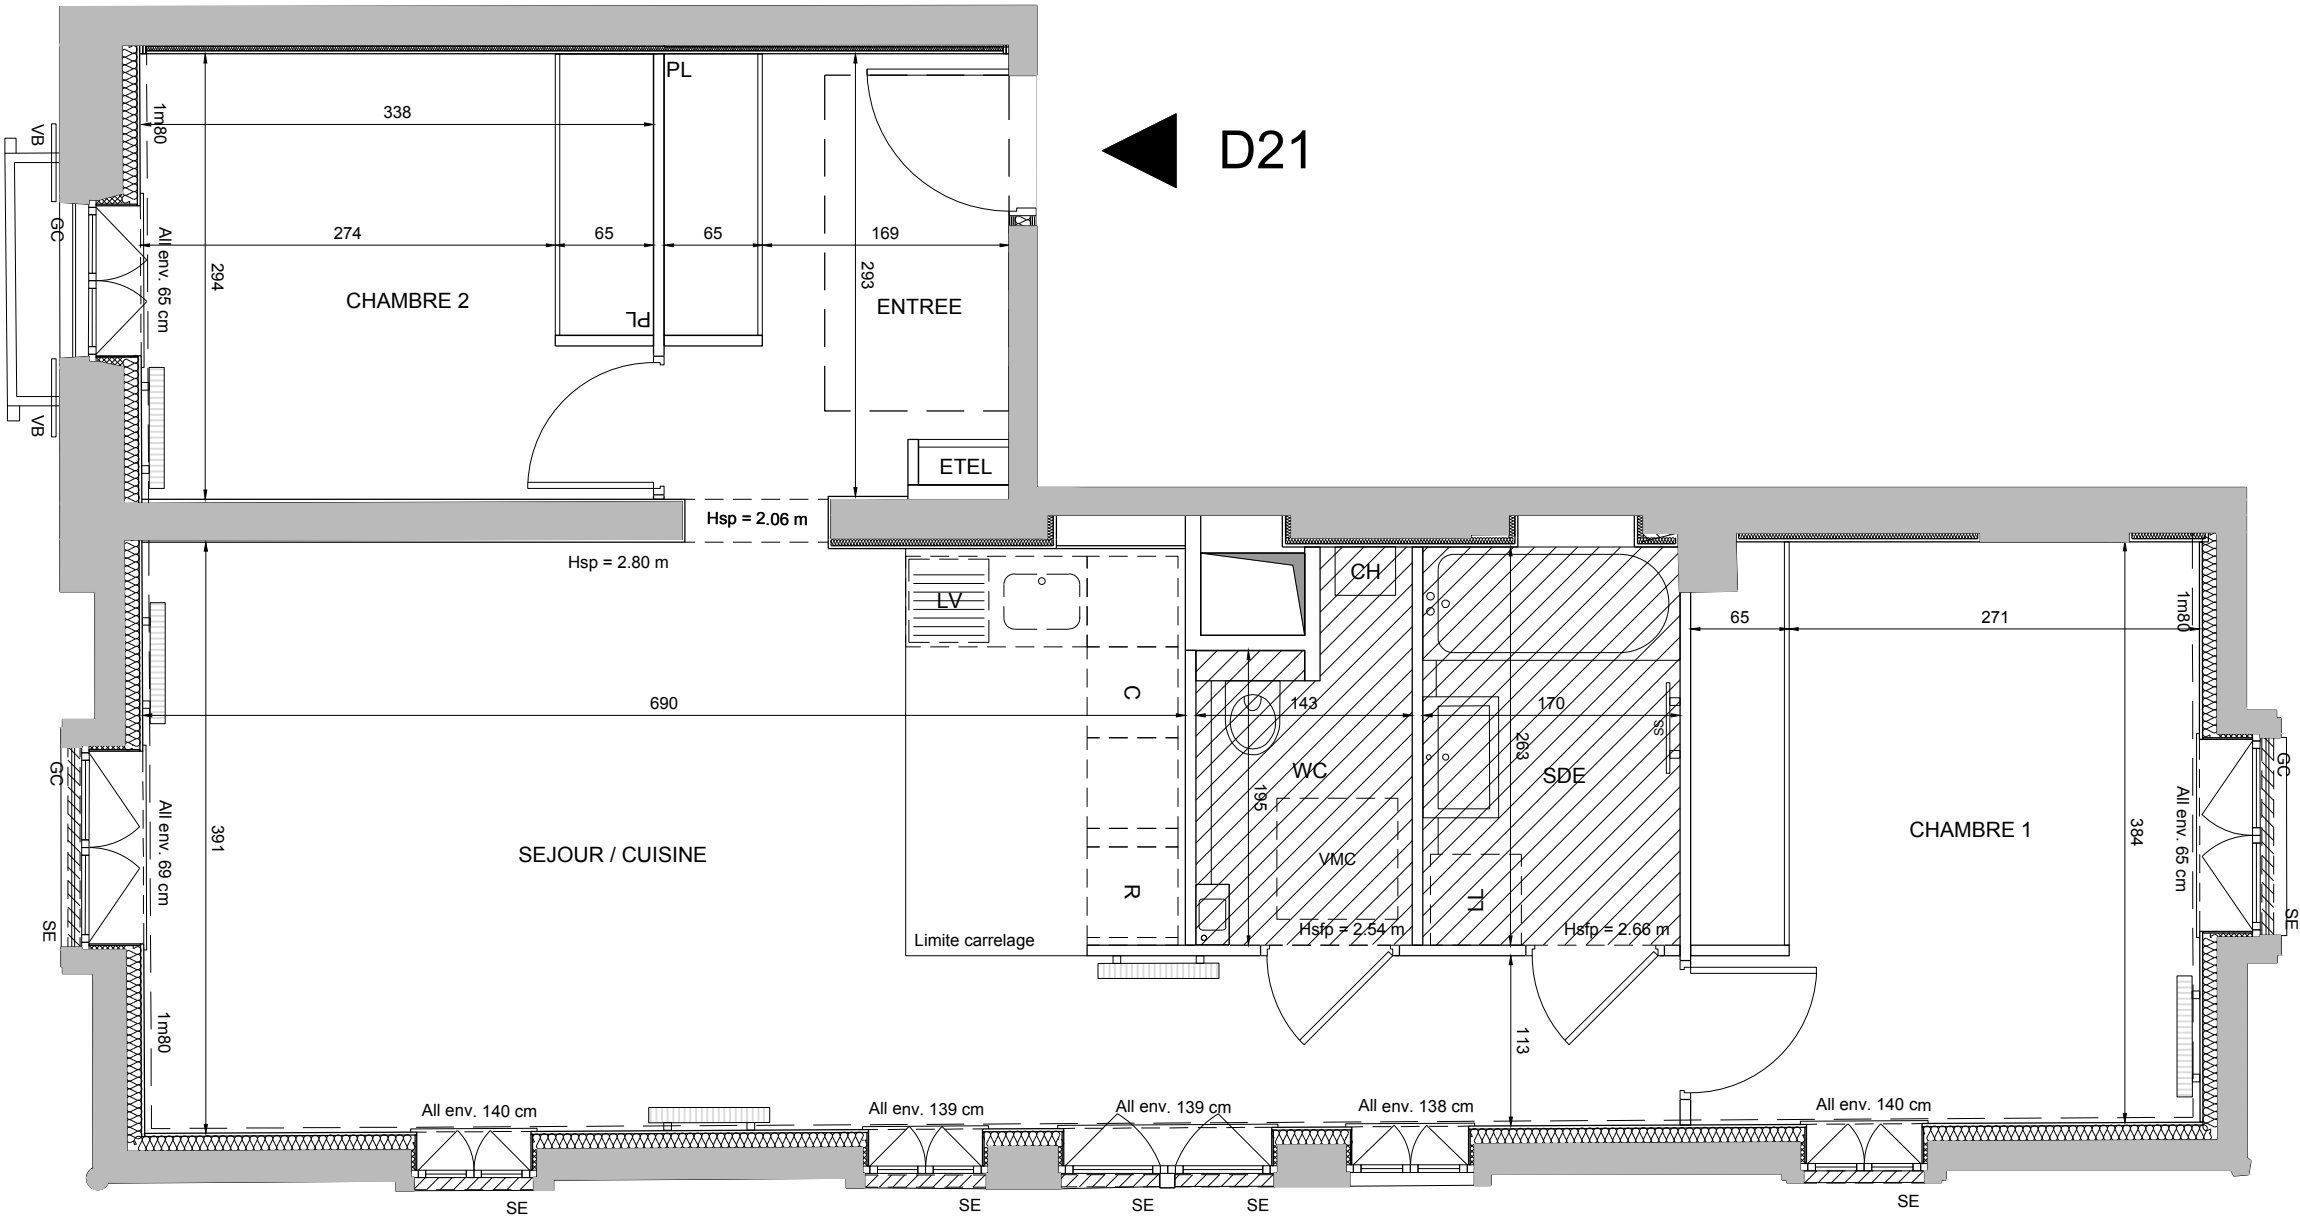 PL
338
1m80
VB
D21
274
65
65
169
GC
All env. 65 cm
294
293
CHAMBRE 2
PL
ENTREE
VB
ETEL
Hsp = 2.06 m
Hsp = 2.80 m
LV
CH
65
271
1m80
C
690
143
170
SS
263
GC
WC
SDE
195
All env. 69 cm
391
SEJOUR / CUISINE
VMC
CHAMBRE 1
384
All env. 65 cm
GC
R
LL
SE
SE
Limite carrelage
Hsfp = 2.54 m
Hsfp = 2.66 m
1m80
113
All env. 140 cm
All env. 139 cm
All env. 139 cm
All env. 138 cm
All env. 140 cm
SE
SE
SE
SE
SE